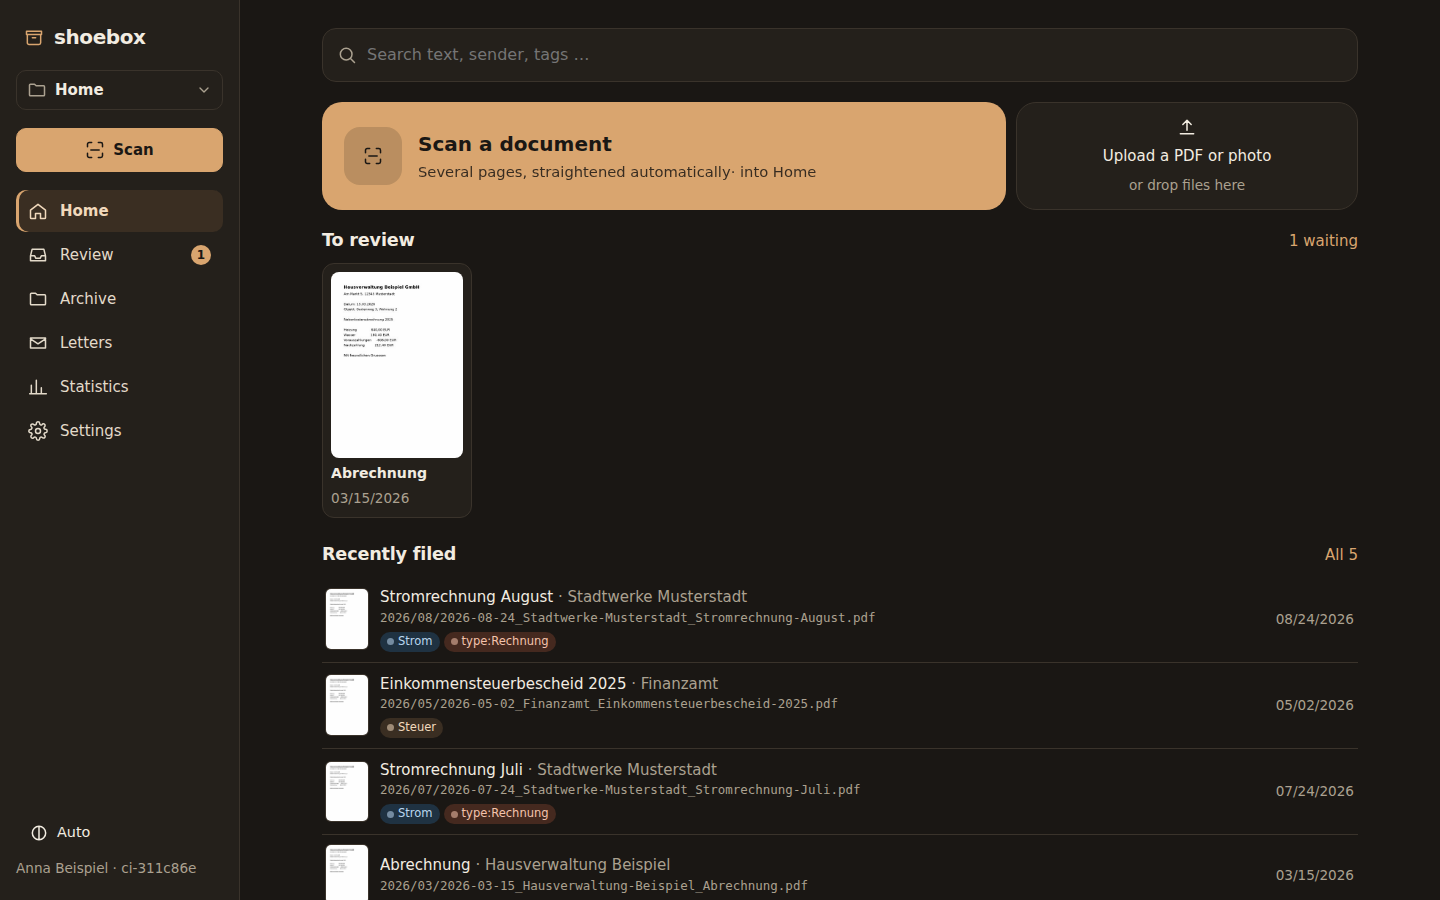 shoebox
Home
Scan
Home
Review 1
Archive
Letters
Statistics
Settings
Auto
Anna Beispiel · ci-311c86e
Search text, sender, tags …
Scan a document
Several pages, straightened automatically· into Home
Upload a PDF or photo
or drop files here
To review
1 waiting
Hausverwaltung Beispiel GmbH
Abrechnung
03/15/2026
Recently filed
All 5
Stromrechnung August · Stadtwerke Musterstadt
2026/08/2026-08-24_Stadtwerke-Musterstadt_Stromrechnung-August.pdf
Strom type:Rechnung
08/24/2026
Einkommensteuerbescheid 2025 · Finanzamt
2026/05/2026-05-02_Finanzamt_Einkommensteuerbescheid-2025.pdf
Steuer
05/02/2026
Stromrechnung Juli · Stadtwerke Musterstadt
2026/07/2026-07-24_Stadtwerke-Musterstadt_Stromrechnung-Juli.pdf
Strom type:Rechnung
07/24/2026
Abrechnung · Hausverwaltung Beispiel
2026/03/2026-03-15_Hausverwaltung-Beispiel_Abrechnung.pdf
03/15/2026